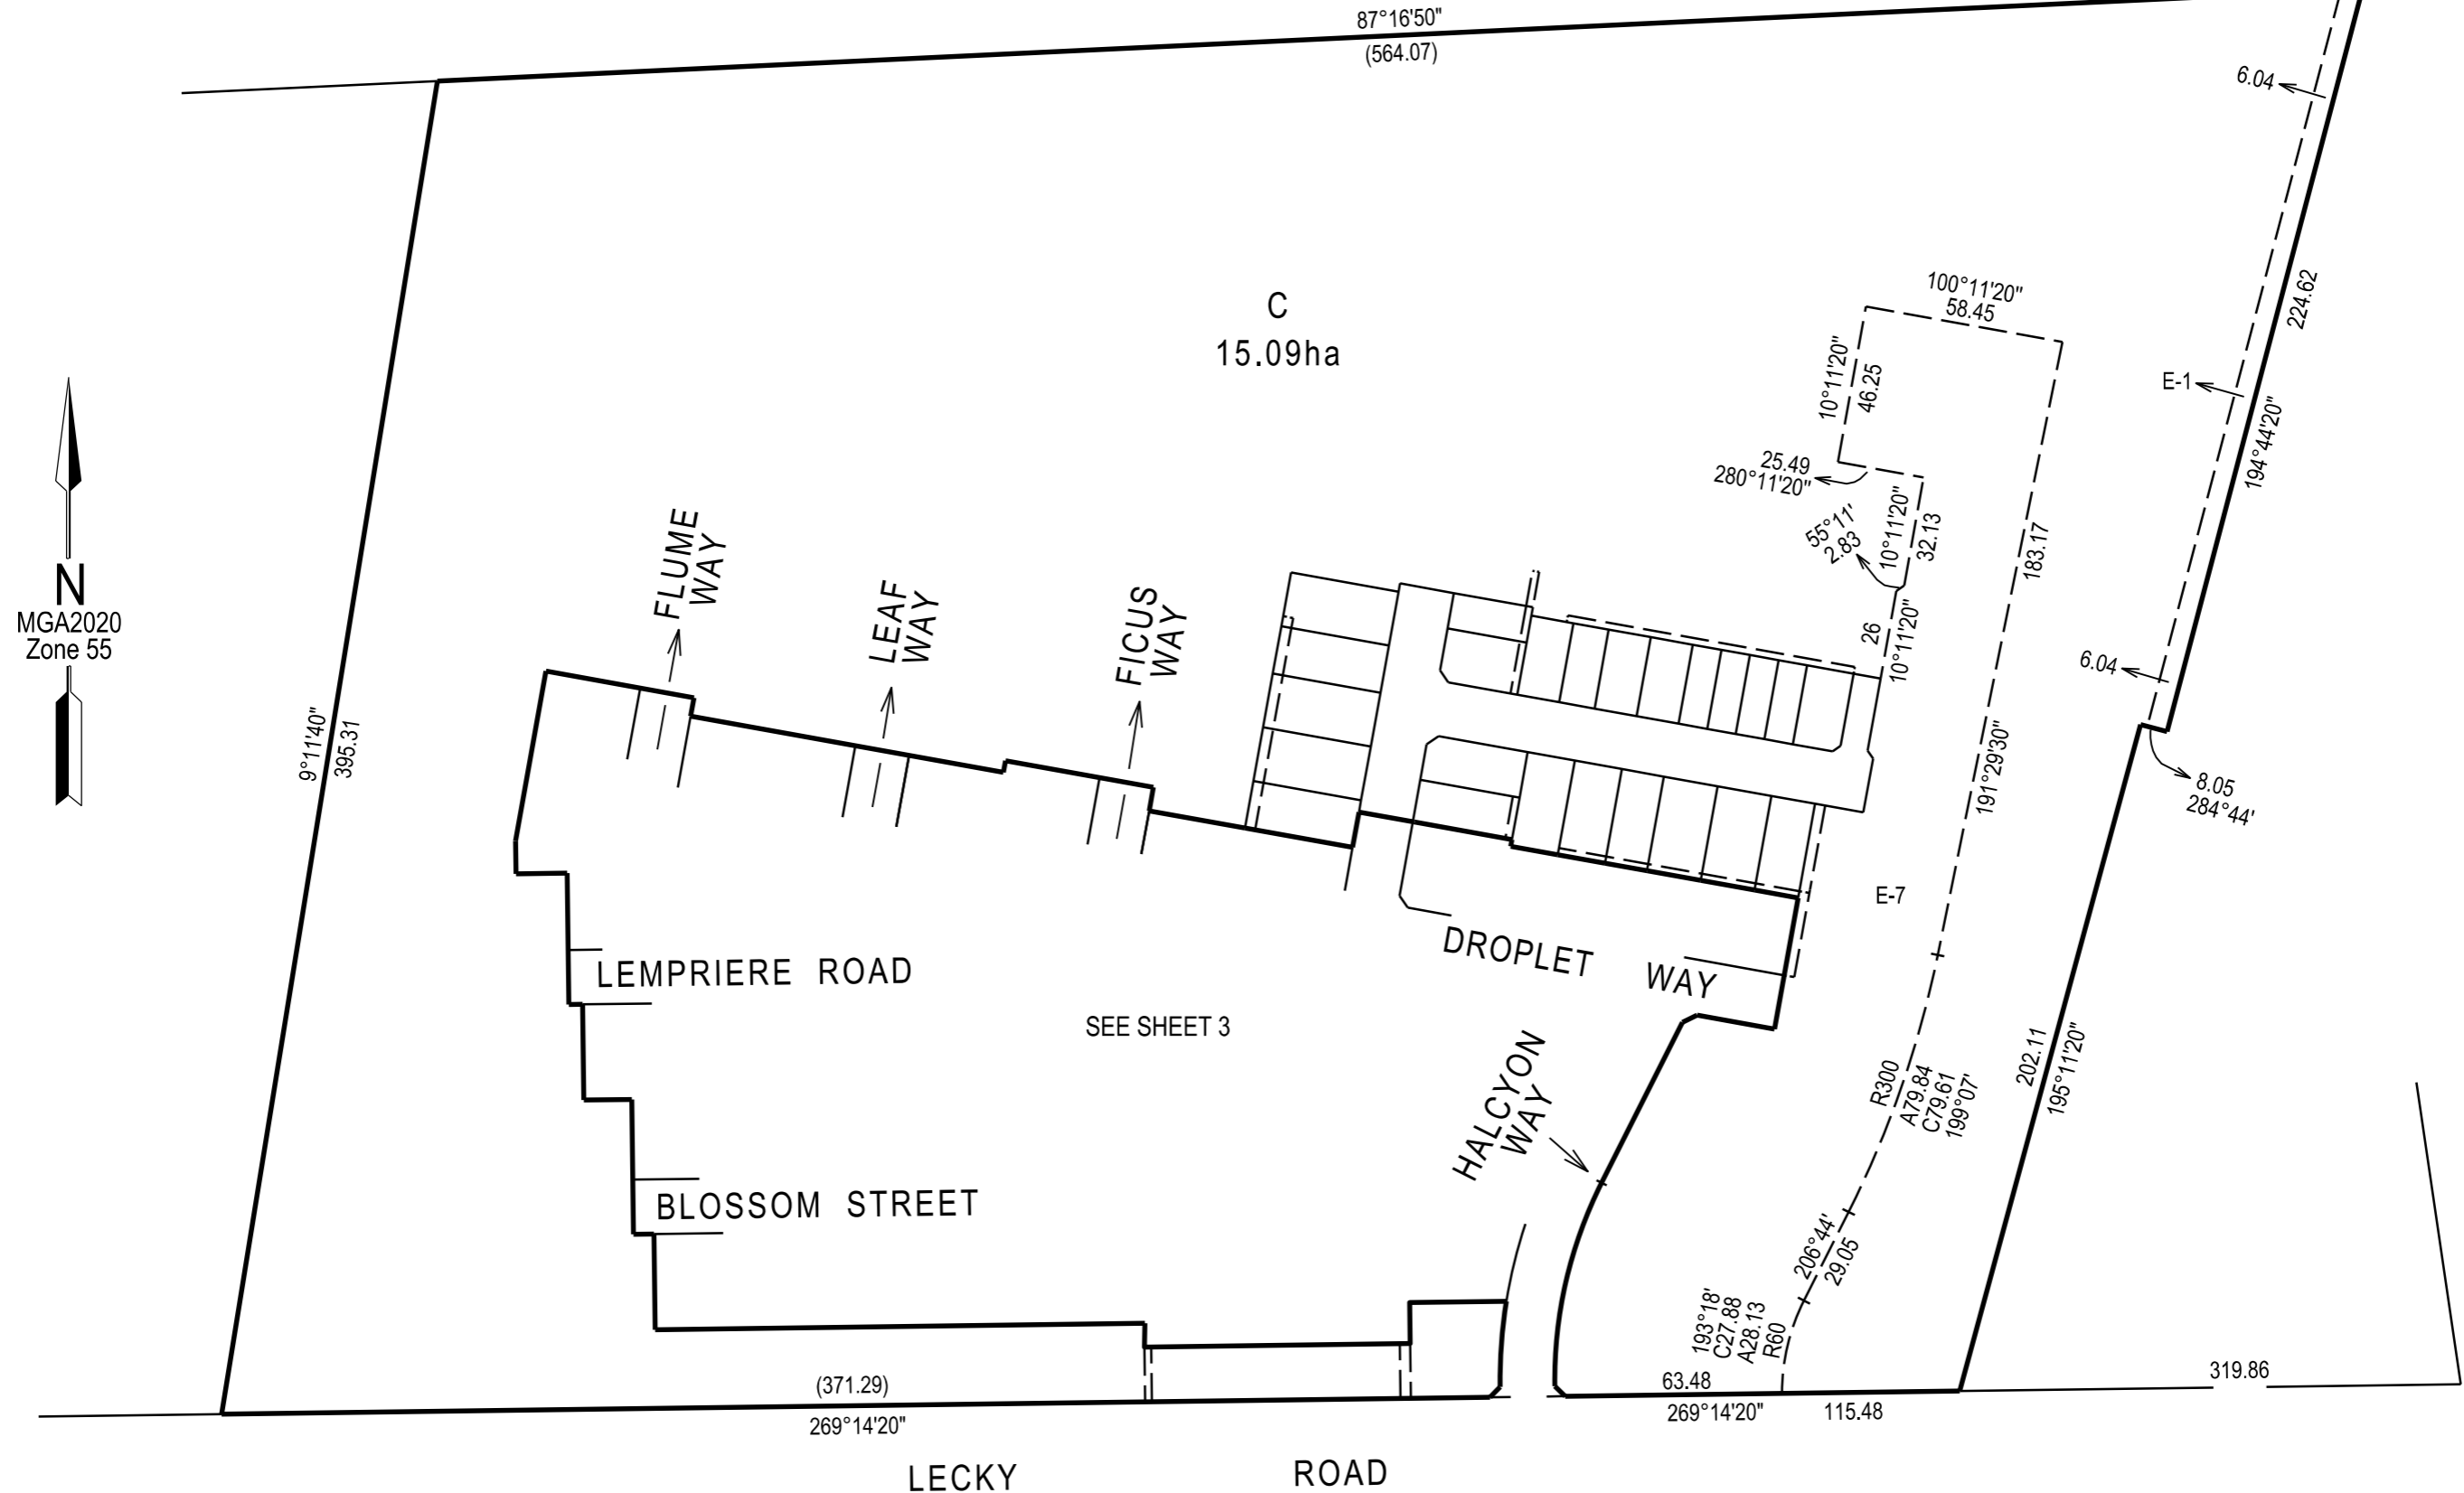 87°16'50"
(564.07)
6.04
C
15.09ha
100°11'20"
58.45
224.62
10°11'20"
46.25
E-1
194°44'20"
25.49
280°11'20"
55°11'
2.83
10°11'20"
32.13
183.17
N
MGA2020
Zone 55
FLUME
WAY
LEAF
WAY
FICUS
WAY
26
10°11'20"
6.04
9°11'40"
395.31
191°29'30"
8.05
284°44'
E-7
DROPLET WAY
LEMPRIERE ROAD
SEE SHEET 3
HALCYON
WAY
R300
A79.84
C79.61
199°07'
202.11
195°11'20"
BLOSSOM STREET
206°44'
29.05
193°18'
C27.88
A28.13
R60
(371.29)
269°14'20"
63.48
269°14'20"
115.48
319.86
LECKY ROAD